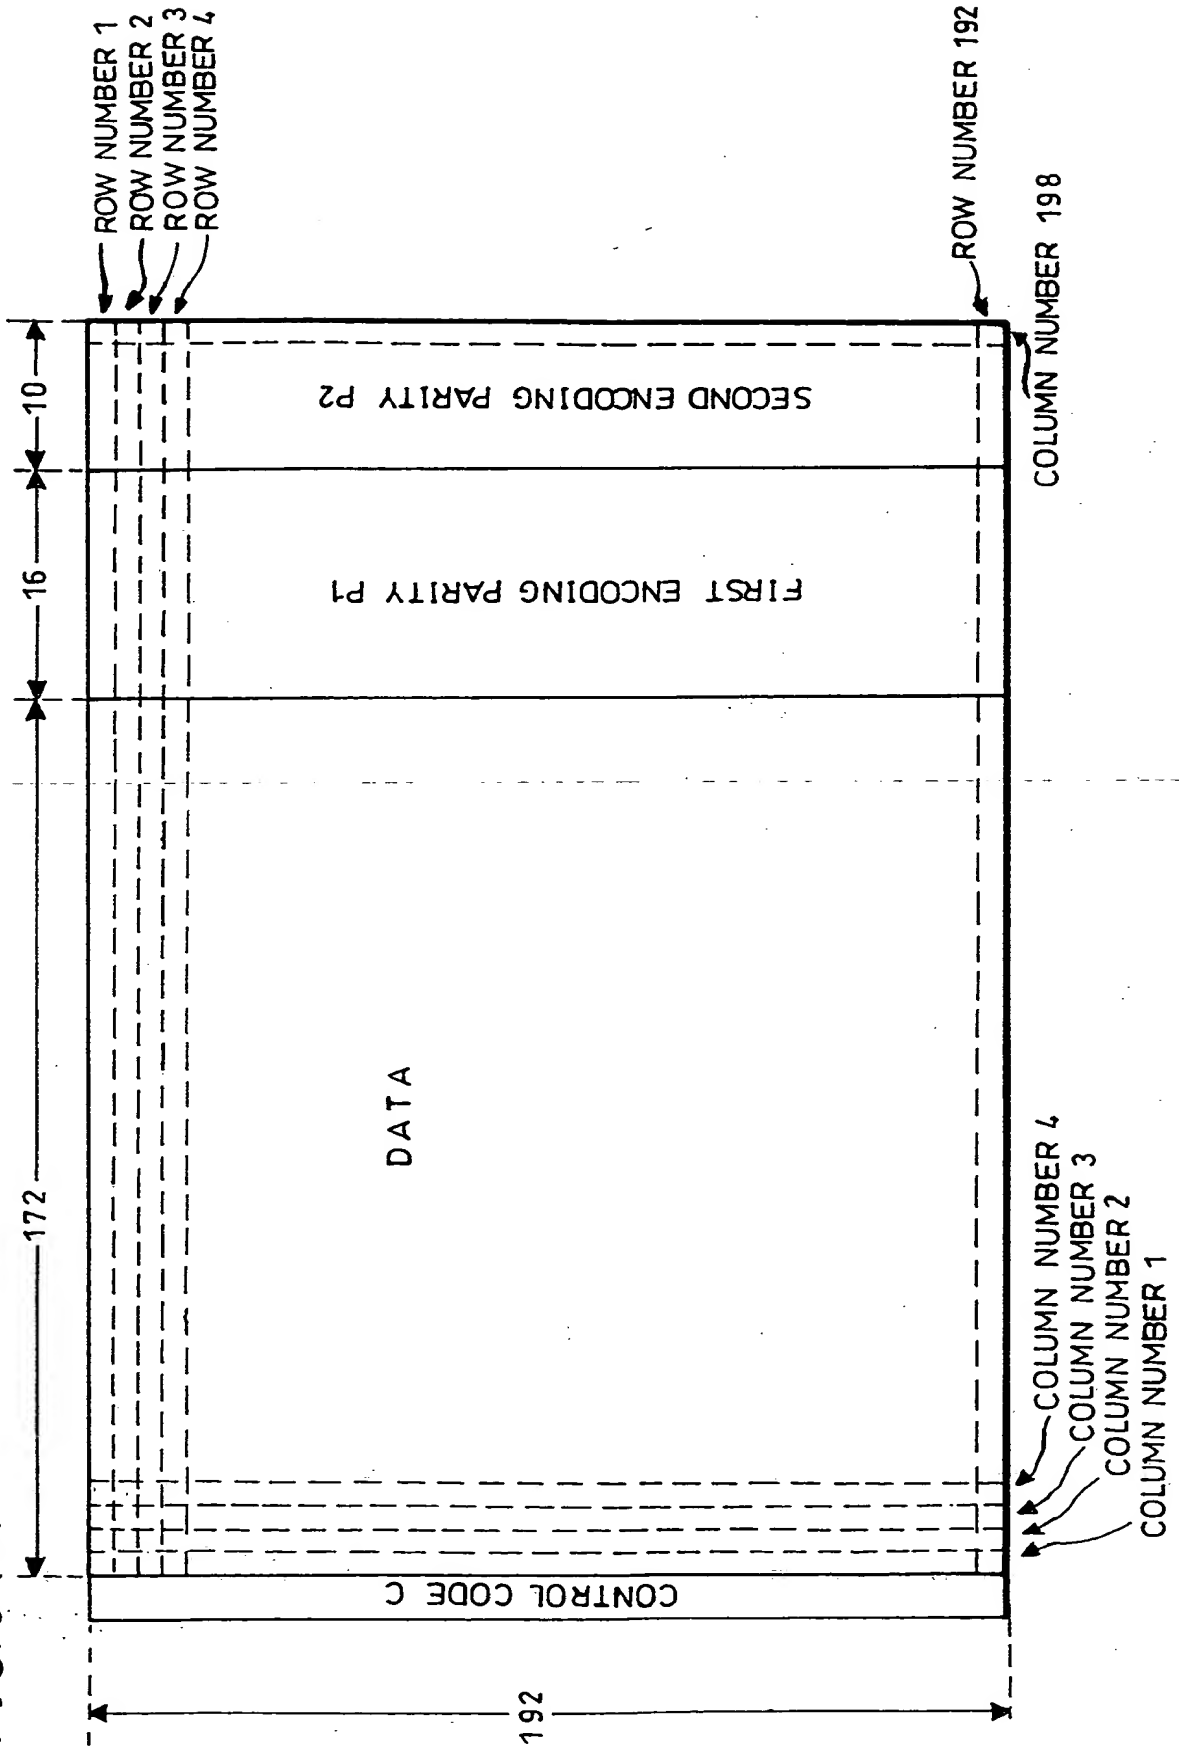 ROW NUMBER 1
ROW NUMBER 2
ROW NUMBER 3
ROW NUMBER 4
10
16
172
SECOND ENCODING PARITY P2
FIRST ENCODING PARITY P1
DATA
CONTROL CODE C
192
ROW NUMBER 192
COLUMN NUMBER 198
COLUMN NUMBER 4
COLUMN NUMBER 3
COLUMN NUMBER 2
COLUMN NUMBER 1